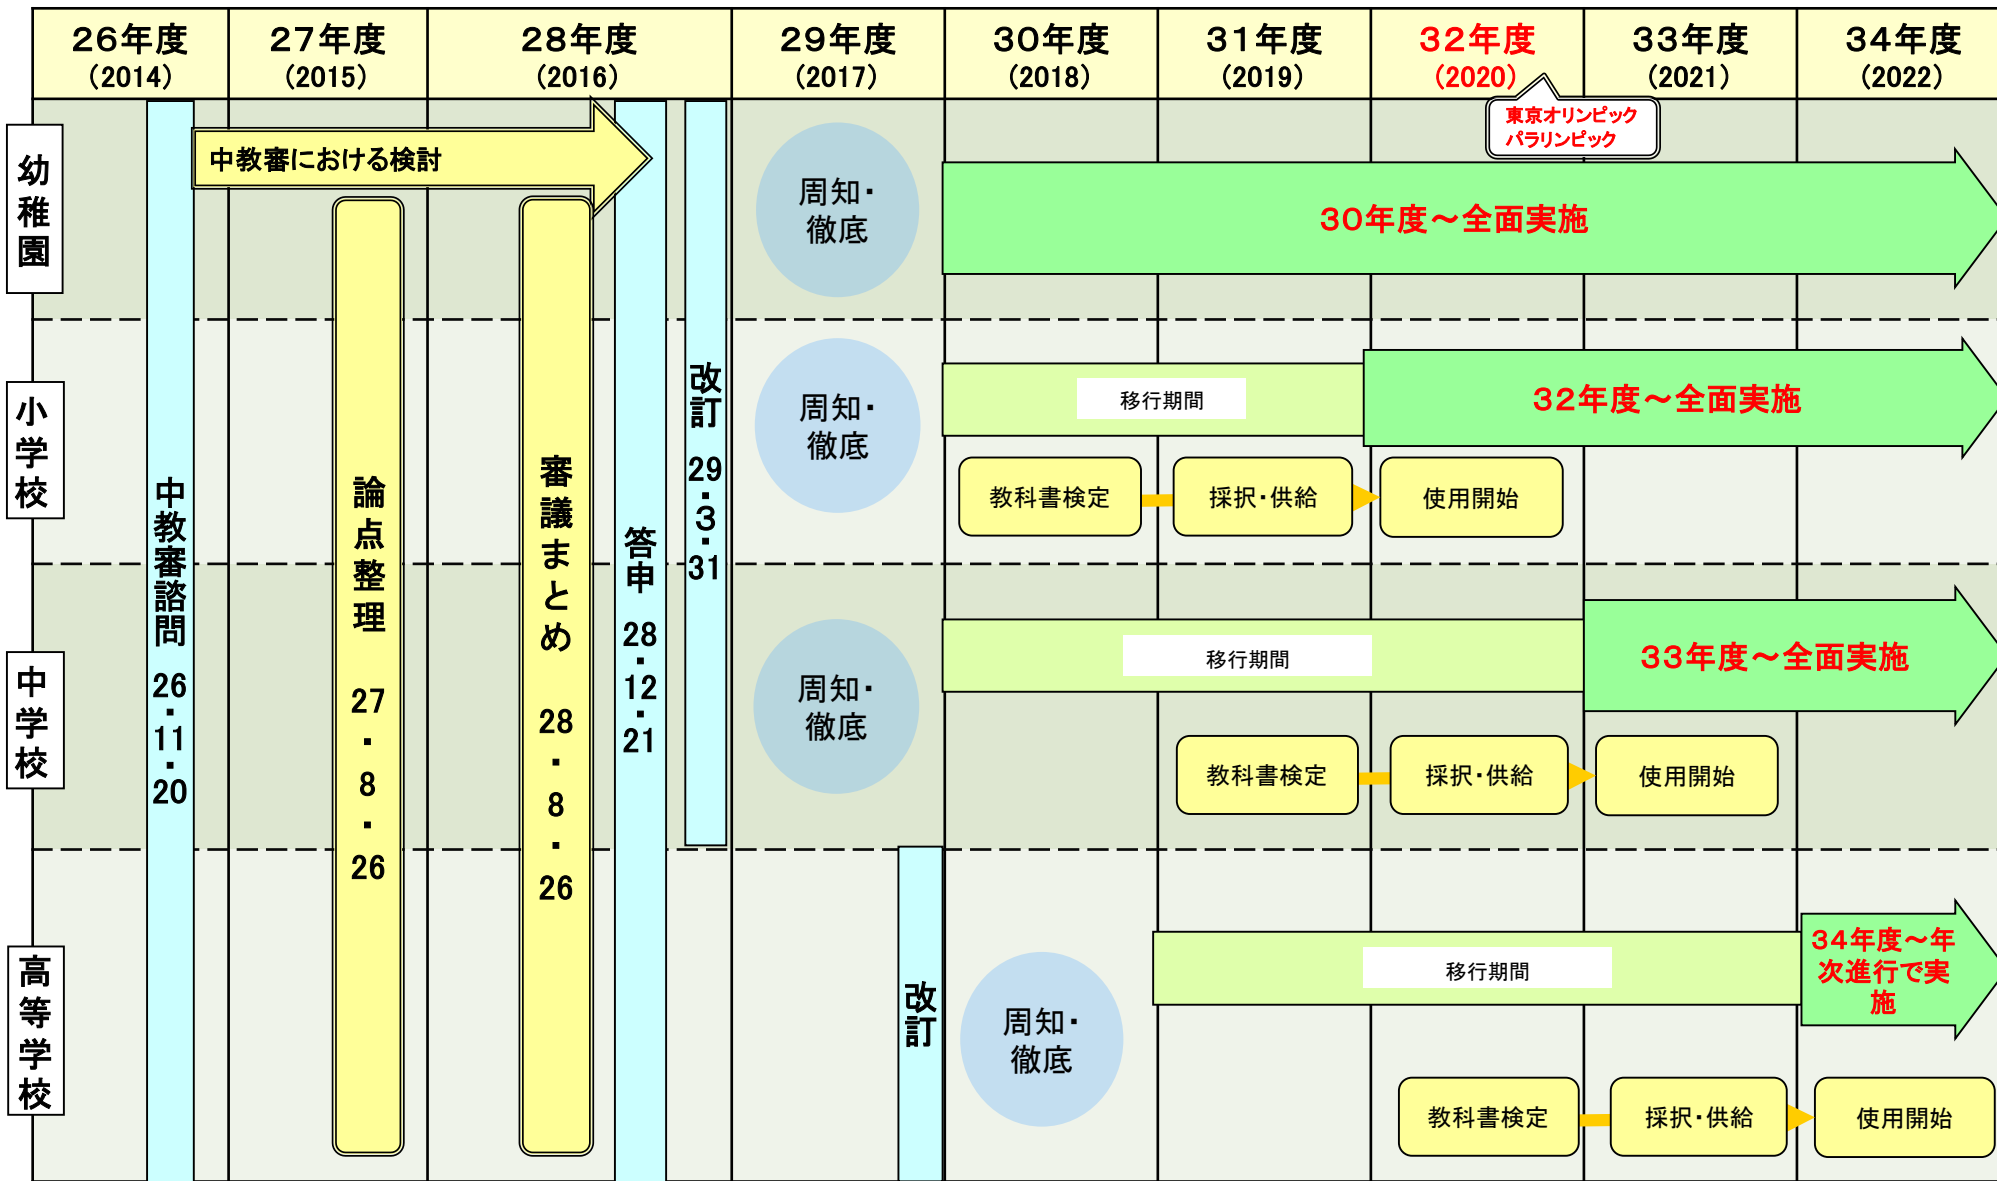 26年度
(2014)
27年度
(2015)
28年度
(2016)
29年度
(2017)
30年度
(2018)
31年度
(2019)
32年度
(2020)
33年度
(2021)
34年度
(2022)
東京オリンピック
パラリンピック
幼稚園
中教審における検討
周知・
徹底
30年度～全面実施
小学校
周知・
徹底
移行期間
32年度～全面実施
教科書検定
採択・供給
使用開始
中教審諮問 26・11・20
論点整理 27・8・26
審議まとめ 28・8・26
答申 28・12・21
改訂 29・3・31
中学校
周知・
徹底
移行期間
33年度～全面実施
教科書検定
採択・供給
使用開始
高等学校
改訂
周知・
徹底
移行期間
34年度～年
次進行で実
施
教科書検定
採択・供給
使用開始